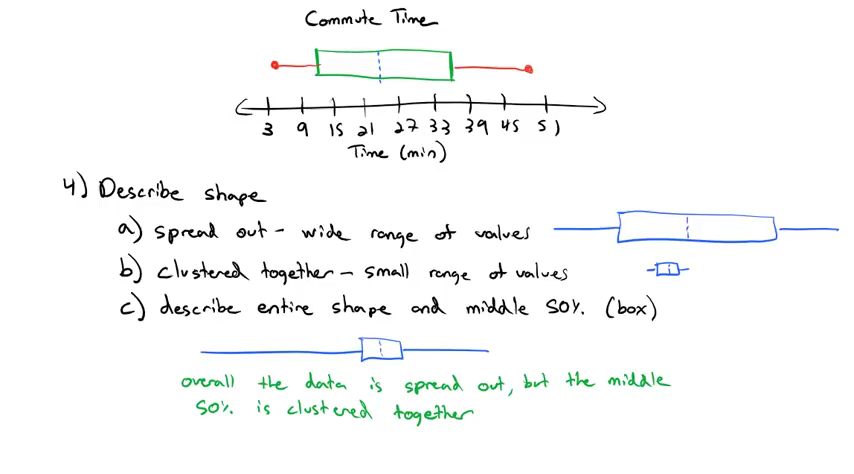 Commute Time
3 9 15 21 27 33 39 45 51
Time (min)
4) Describe shape
a) spread out - wide range of values
b) clustered together - small range of values
c) describe entire shape and middle 50%. (box)
overall the data is spread out, but the middle
50% is clustered together